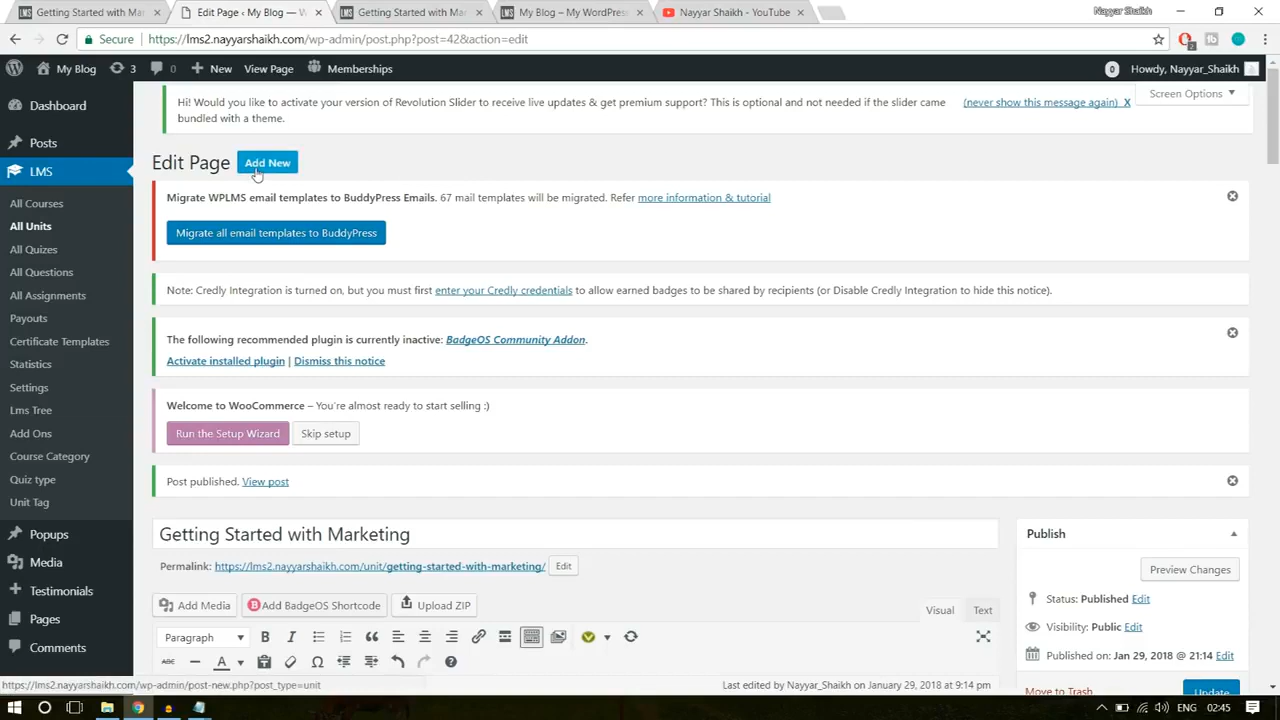 Getting Started with Ma
Edit Page ‹ My Blog — W
Getting Started with Ma
My Blog – My WordPress
Nayyar Shaikh - YouTube
Nayyar Shaikh
Secure
https://lms2.nayyarshaikh.com/wp-admin/post.php?post=42&action=edit
My Blog
3
0
New
View Page
Memberships
0
Howdy, Nayyar_Shaikh
Dashboard
Posts
LMS
All Courses
All Units
All Quizes
All Questions
All Assignments
Payouts
Certificate Templates
Statistics
Settings
Lms Tree
Add Ons
Course Category
Quiz type
Unit Tag
Popups
Media
Testimonials
Pages
Comments
Hi! Would you like to activate your version of Revolution Slider to receive live updates & get premium support? This is optional and not needed if the slider came
bundled with a theme.
(never show this message again) X
Screen Options
Edit Page
Add New
Migrate WPLMS email templates to BuddyPress Emails. 67 mail templates will be migrated. Refer more information & tutorial
Migrate all email templates to BuddyPress
Note: Credly Integration is turned on, but you must first enter your Credly credentials to allow earned badges to be shared by recipients (or Disable Credly Integration to hide this notice).
The following recommended plugin is currently inactive: BadgeOS Community Addon.
Activate installed plugin | Dismiss this notice
Welcome to WooCommerce – You're almost ready to start selling :)
Run the Setup Wizard
Skip setup
Post published. View post
Getting Started with Marketing
Permalink: https://lms2.nayyarshaikh.com/unit/getting-started-with-marketing/
Edit
Add Media
Add BadgeOS Shortcode
Upload ZIP
Visual
Text
Paragraph
Publish
Preview Changes
Status: Published Edit
Visibility: Public Edit
Published on: Jan 29, 2018 @ 21:14 Edit
Move to Trash
Update
https://lms2.nayyarshaikh.com/wp-admin/post-new.php?post_type=unit
Last edited by Nayyar_Shaikh on January 29, 2018 at 9:14 pm
ENG
02:45